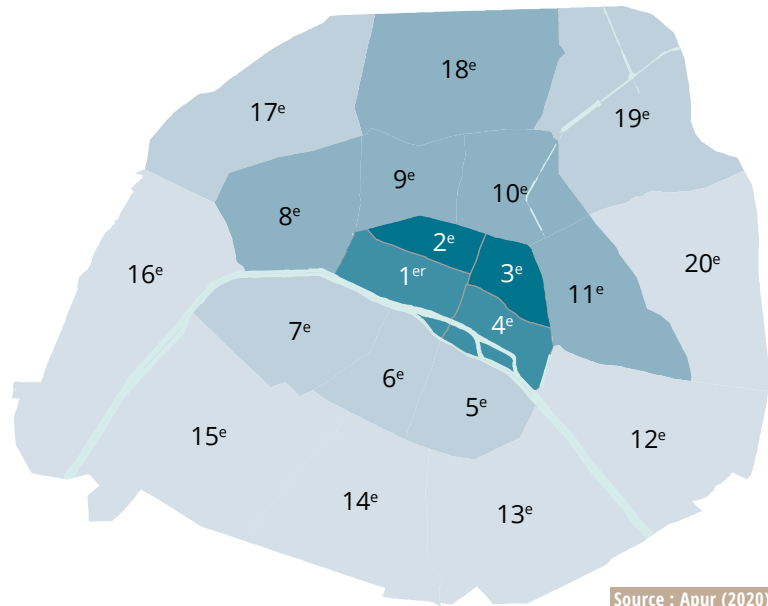 18ᵉ
17ᵉ
19ᵉ
9ᵉ
10ᵉ
8ᵉ
2ᵉ
20ᵉ
16ᵉ
1ᵉʳ
3ᵉ
11ᵉ
7ᵉ
4ᵉ
6ᵉ
5ᵉ
15ᵉ
12ᵉ
14ᵉ
13ᵉ
Source : Apur (2020)